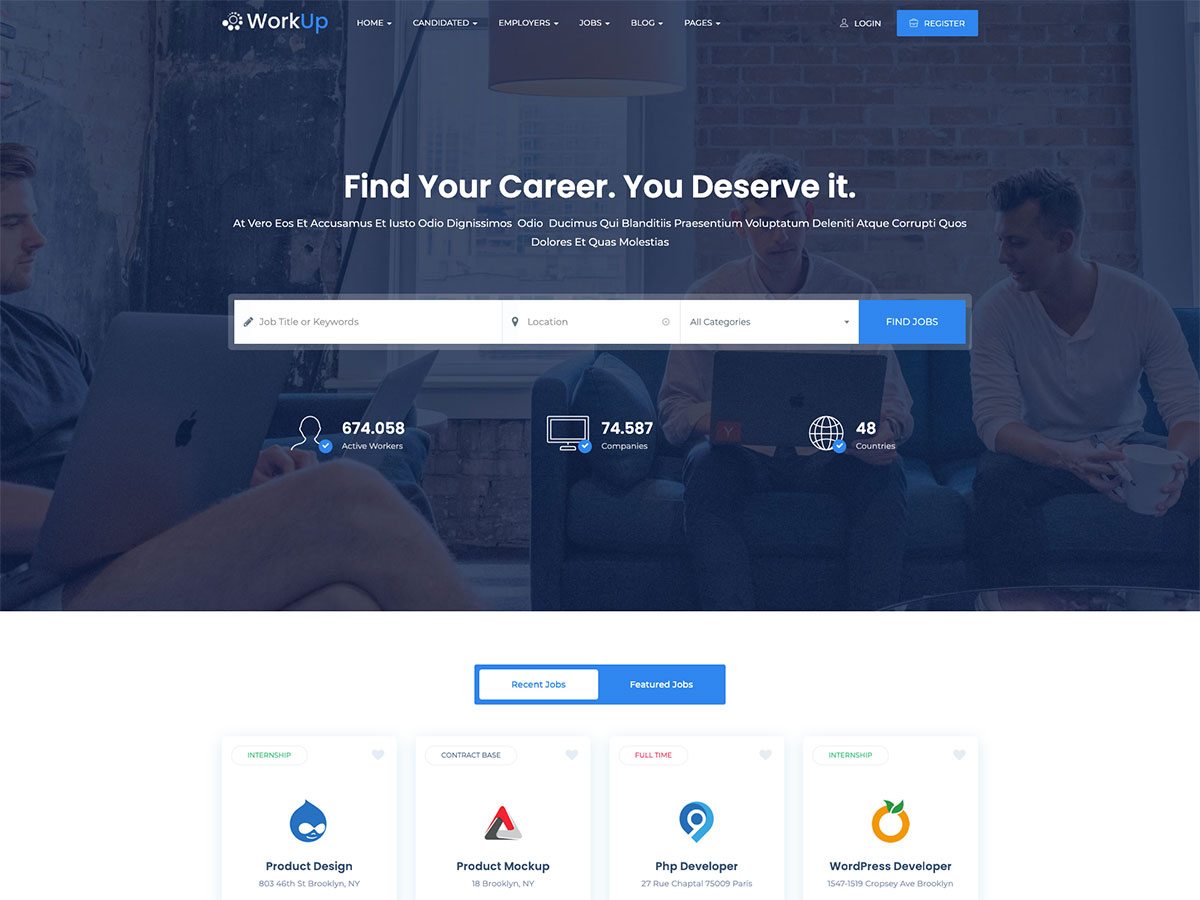 WorkUp
HOME
CANDIDATED
EMPLOYERS
JOBS
BLOG
PAGES
LOGIN
REGISTER
Find Your Career. You Deserve it.
At Vero Eos Et Accusamus Et Iusto Odio Dignissimos Odio Ducimus Qui Blanditiis Praesentium Voluptatum Deleniti Atque Corrupti Quos
Dolores Et Quas Molestias
Job Title or Keywords
Location
All Categories
FIND JOBS
674.058
Active Workers
74.587
Companies
48
Countries
Recent Jobs
Featured Jobs
INTERNSHIP
CONTRACT BASE
FULL TIME
INTERNSHIP
Product Design
803 46th St Brooklyn, NY
Product Mockup
18 Brooklyn, NY
Php Developer
27 Rue Chaptal 75009 Paris
WordPress Developer
1547-1519 Cropsey Ave Brooklyn